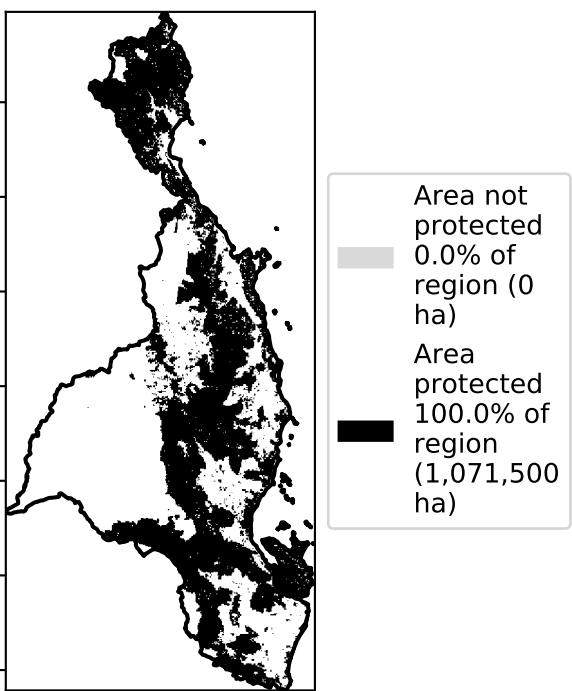 Area not
protected
0.0% of
region (0
ha)
Area
protected
100.0% of
region
(1,071,500
ha)